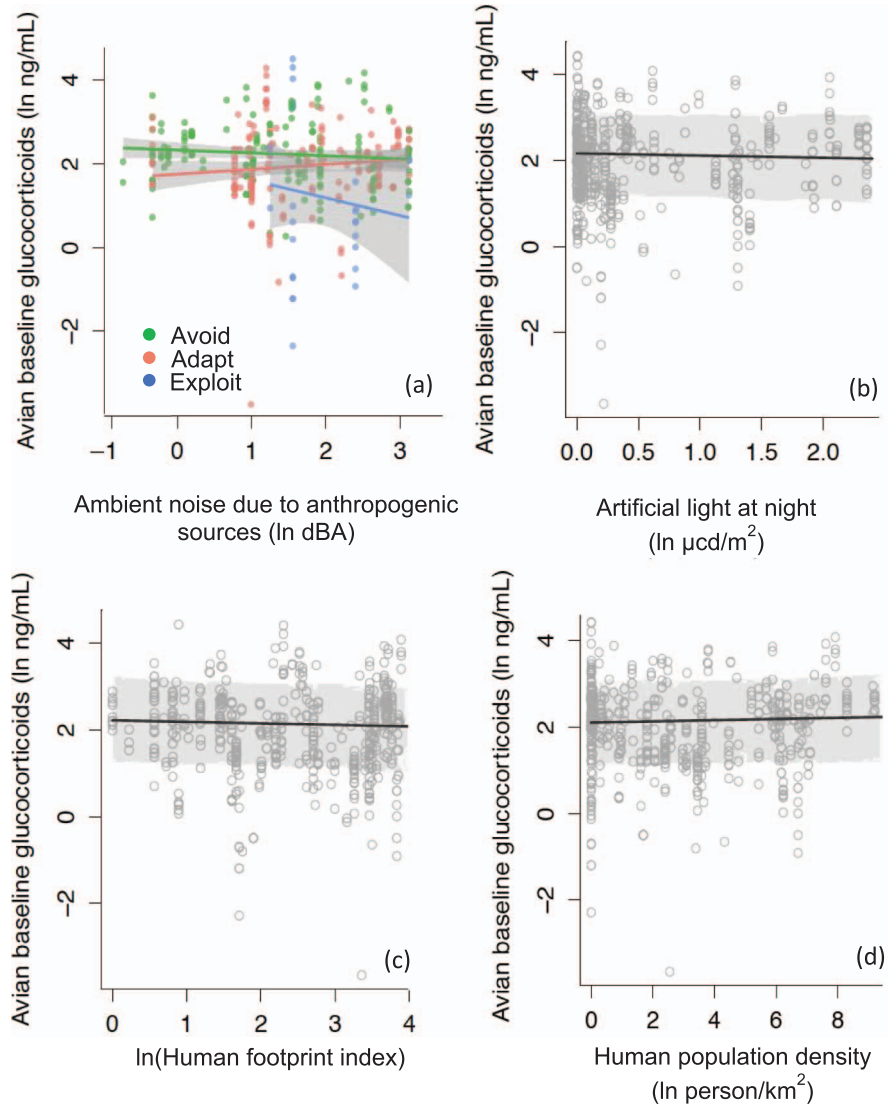 Avian baseline glucocorticoids (ln ng/mL)
4
2
0
−2
Avoid
Adapt
Exploit
(a)
−1 0 1 2 3
Ambient noise due to anthropogenic
sources (ln dBA)
Avian baseline glucocorticoids (ln ng/mL)
4
2
0
−2
(b)
0.0 0.5 1.0 1.5 2.0
Artificial light at night
(ln µcd/m²)
Avian baseline glucocorticoids (ln ng/mL)
4
2
0
−2
(c)
0 1 2 3 4
ln(Human footprint index)
Avian baseline glucocorticoids (ln ng/mL)
4
2
0
−2
(d)
0 2 4 6 8
Human population density
(ln person/km²)